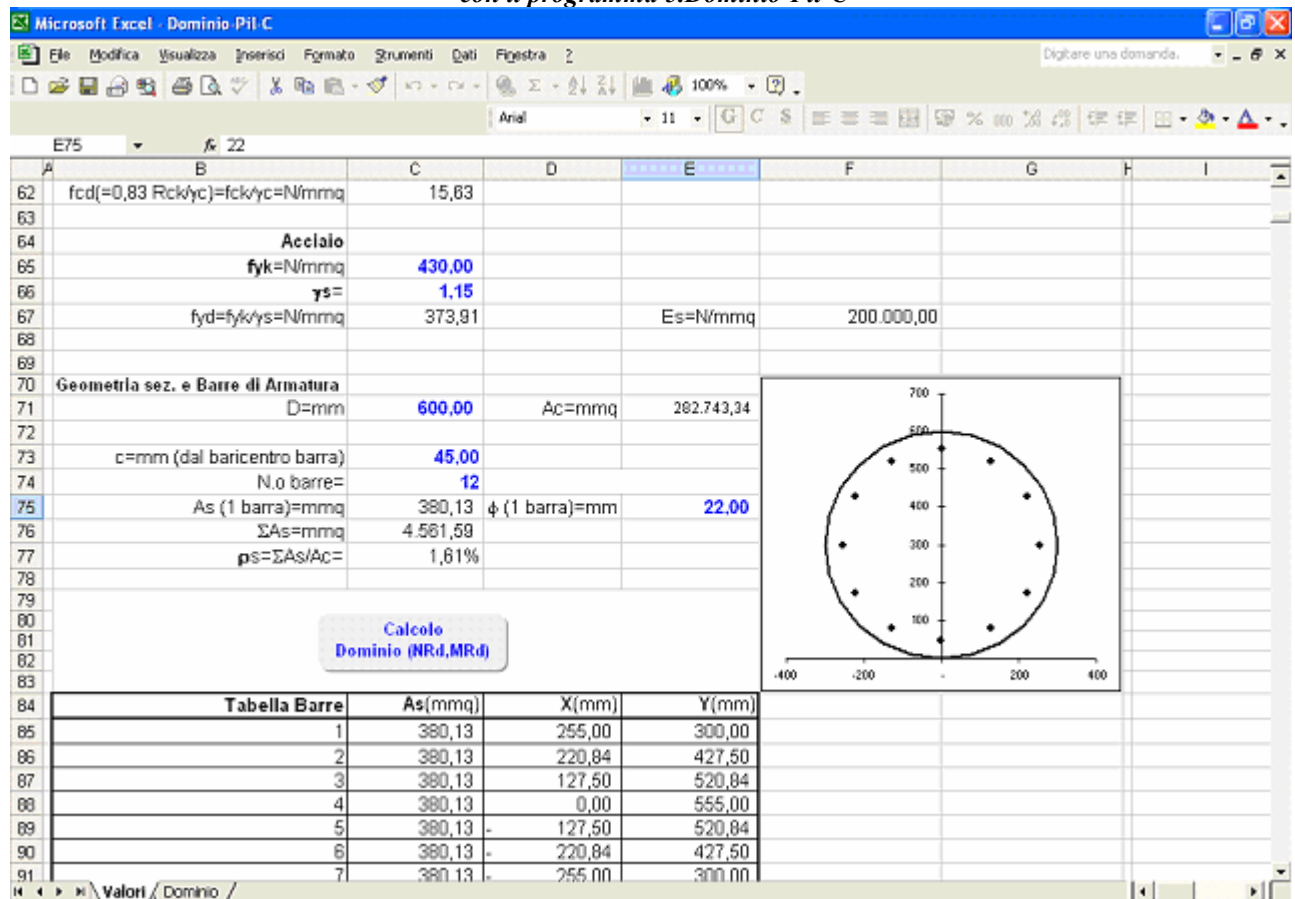 con il programma 3.Dominio-Pil-C
Microsoft Excel - Dominio-Pil-C
File Modifica Visualizza Inserisci Formato Strumenti Dati Finestra ? Digitare una domanda.
100%
Arial 11 G C S
E75 fx 22
A B C D E F G H I
62 fcd(=0,83 Rck/γc)=fck/γc=N/mmq 15,63
63
64 Acciaio
65 fyk=N/mmq 430,00
66 γs= 1,15
67 fyd=fyk/γs=N/mmq 373,91 Es=N/mmq 200.000,00
68
69
70 Geometria sez. e Barre di Armatura
71 D=mm 600,00 Ac=mmq 282.743,34
72
73 c=mm (dal baricentro barra) 45,00
74 N.o barre= 12
75 As (1 barra)=mmq 380,13 ϕ (1 barra)=mm 22,00
76 ΣAs=mmq 4.561,59
77 ρs=ΣAs/Ac= 1,61%
78
79
80
81
82
83
Calcolo
Dominio (NRd,MRd)
700
600
500
400
300
200
100
-400 -200 - 200 400
84 Tabella Barre As(mmq) X(mm) Y(mm)
85 1 380,13 255,00 300,00
86 2 380,13 220,84 427,50
87 3 380,13 127,50 520,84
88 4 380,13 0,00 555,00
89 5 380,13 - 127,50 520,84
90 6 380,13 - 220,84 427,50
91 7 380,13 - 255,00 300,00
Valori / Dominio /